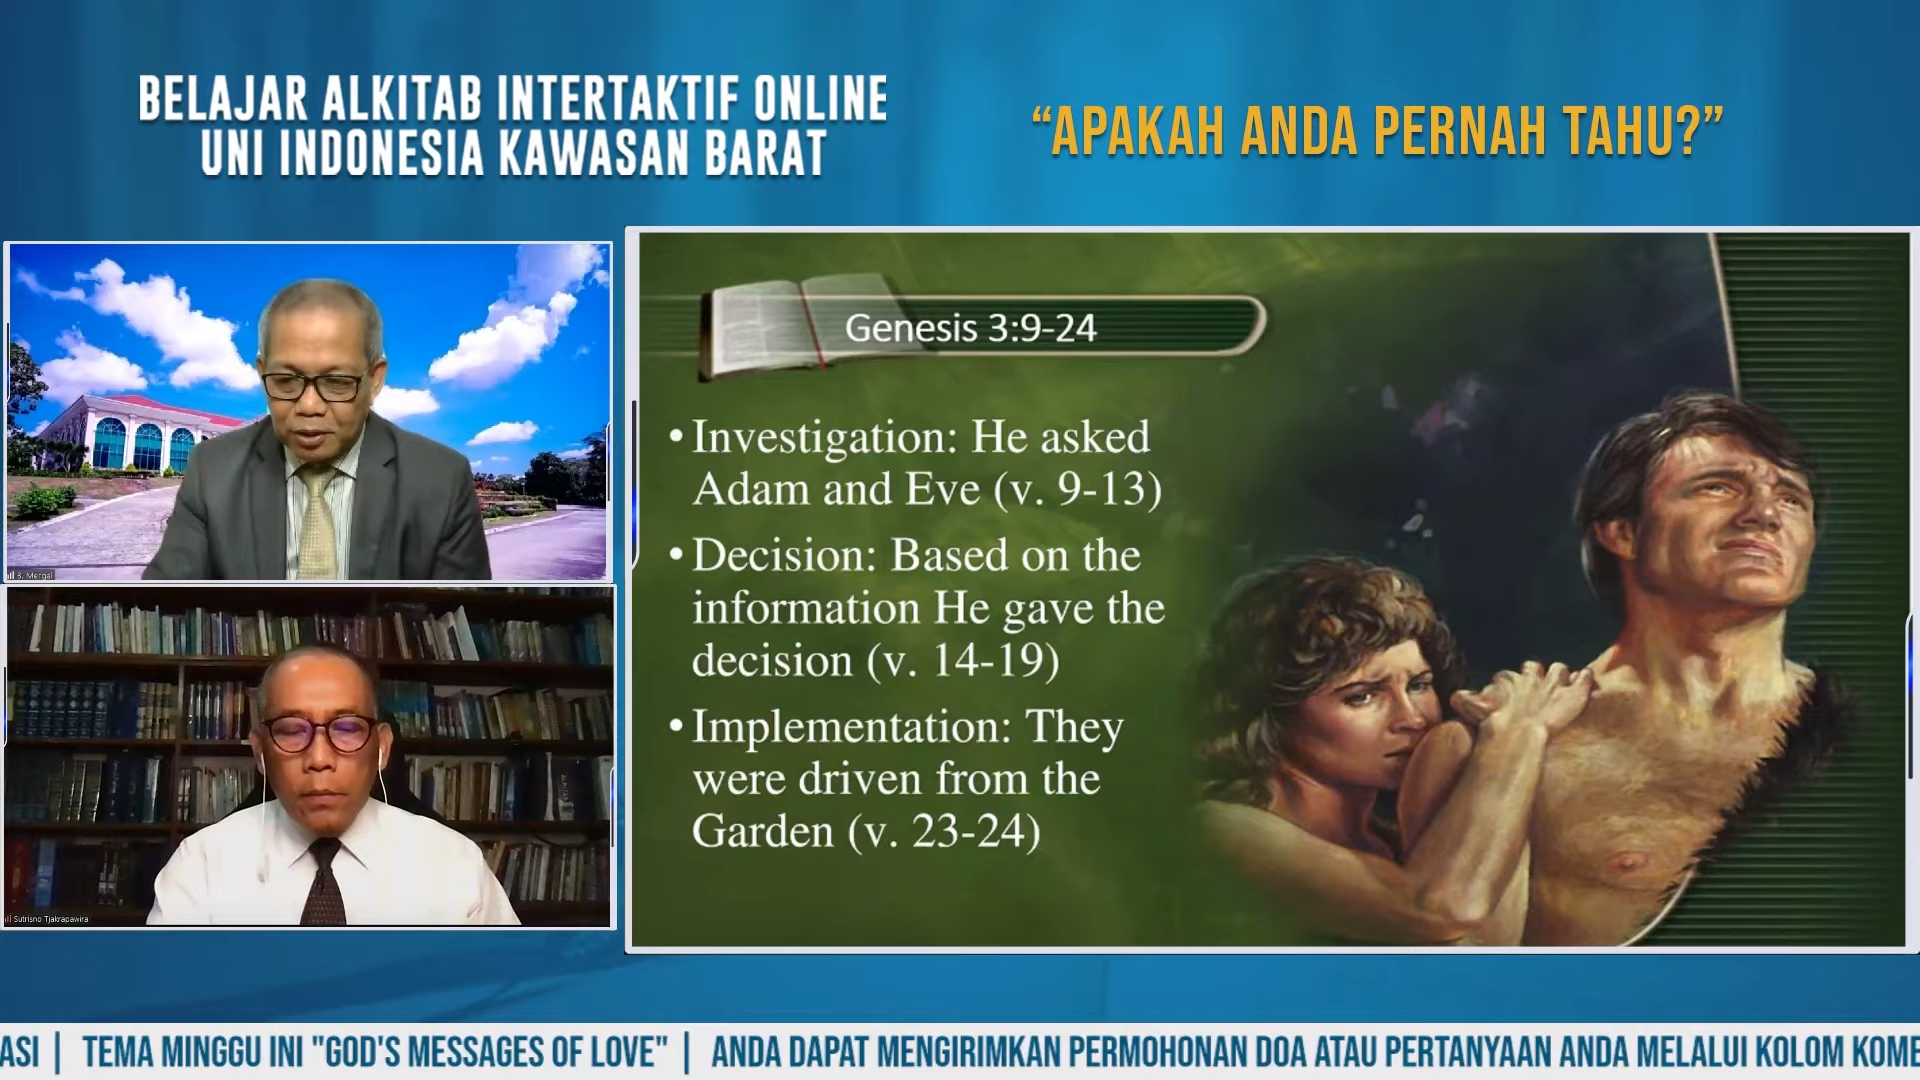 BELAJAR ALKITAB INTERTAKTIF ONLINE
UNI INDONESIA KAWASAN BARAT
“APAKAH ANDA PERNAH TAHU?”
Genesis 3:9-24
• Investigation: He asked
Adam and Eve (v. 9-13)
• Decision: Based on the
information He gave the
decision (v. 14-19)
• Implementation: They
were driven from the
Garden (v. 23-24)
B. Mergal
Sutrisno Tjakrapawira
ASI | TEMA MINGGU INI "GOD'S MESSAGES OF LOVE" | ANDA DAPAT MENGIRIMKAN PERMOHONAN DOA ATAU PERTANYAAN ANDA MELALUI KOLOM KOME